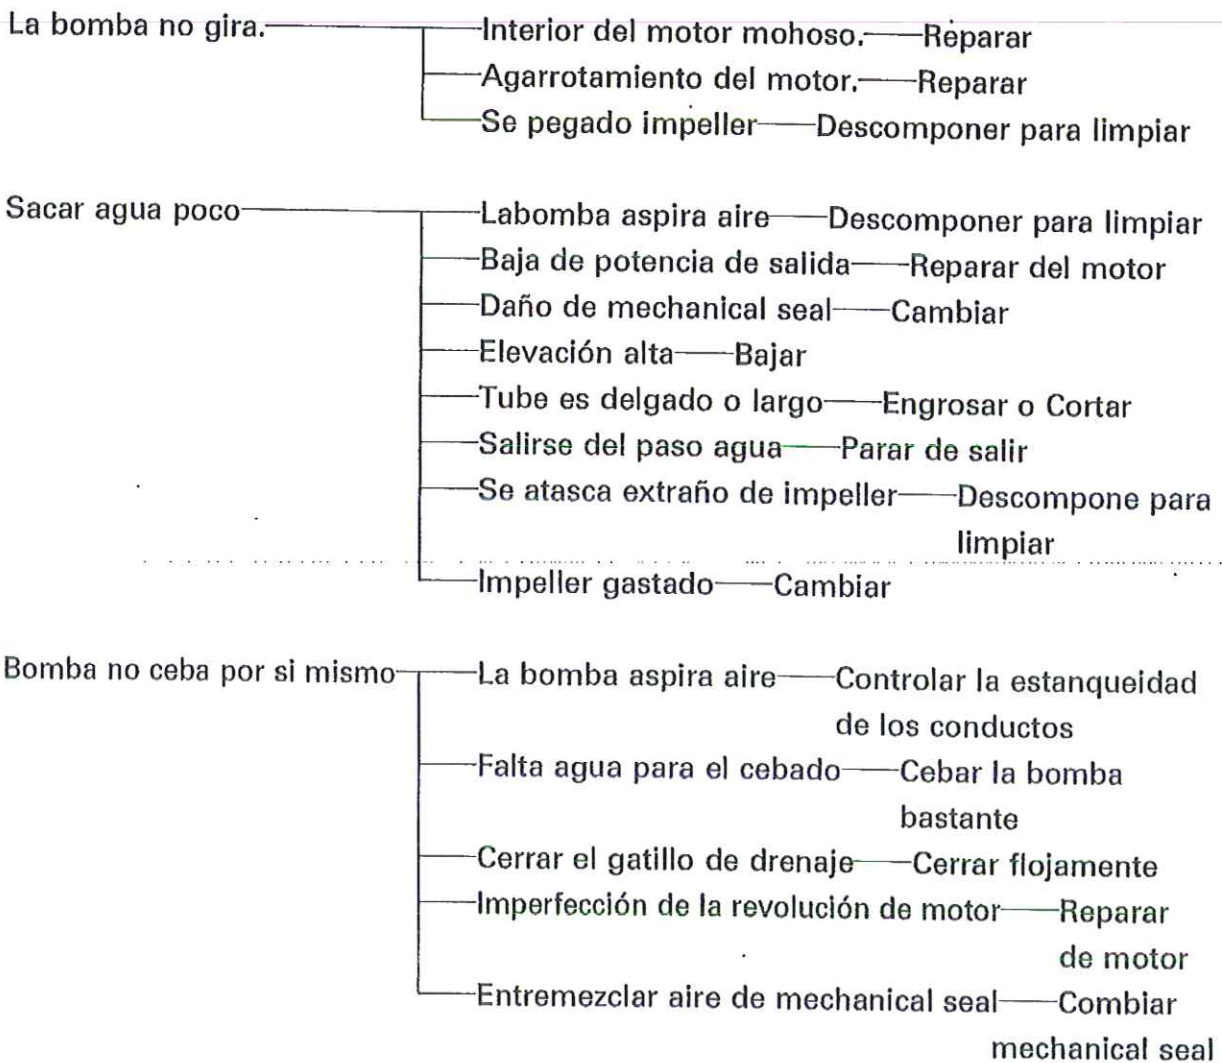 La bomba no gira. Interior del motor mohoso. Reparar
Agarrotamiento del motor. Reparar
Se pegado impeller Descomponer para limpiar
Sacar agua poco Labomba aspira aire Descomponer para limpiar
Baja de potencia de salida Reparar del motor
Daño de mechanical seal Cambiar
Elevación alta Bajar
Tube es delgado o largo Engrosar o Cortar
Salirse del paso agua Parar de salir
Se atasca extraño de impeller Descompone para
limpiar
Impeller gastado Cambiar
Bomba no ceba por si mismo La bomba aspira aire Controlar la estanqueidad
de los conductos
Falta agua para el cebado Cebar la bomba
bastante
Cerrar el gatillo de drenaje Cerrar flojamente
Imperfección de la revolución de motor Reparar
de motor
Entremezclar aire de mechanical seal Combiar
mechanical seal